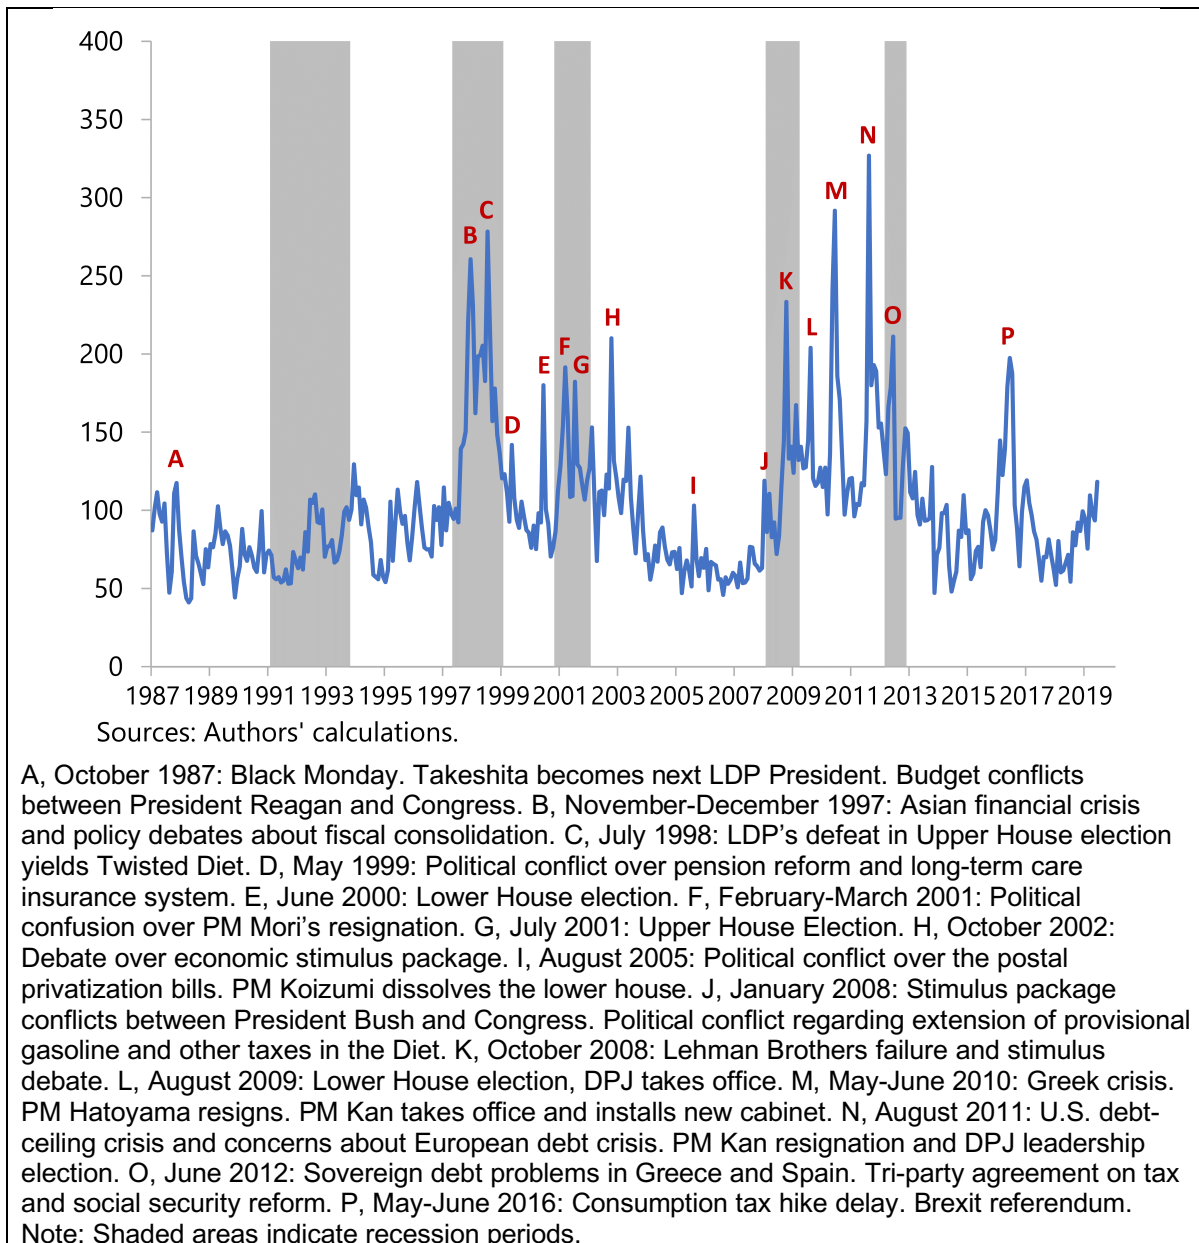 400
350
300
250
200
150
100
50
0
A
B
C
D
E
F
G
H
I
J
K
L
M
N
O
P
1987 1989 1991 1993 1995 1997 1999 2001 2003 2005 2007 2009 2011 2013 2015 2017 2019
Sources: Authors' calculations.
A, October 1987: Black Monday. Takeshita becomes next LDP President. Budget conflicts
between President Reagan and Congress. B, November-December 1997: Asian financial crisis
and policy debates about fiscal consolidation. C, July 1998: LDP’s defeat in Upper House election
yields Twisted Diet. D, May 1999: Political conflict over pension reform and long-term care
insurance system. E, June 2000: Lower House election. F, February-March 2001: Political
confusion over PM Mori’s resignation. G, July 2001: Upper House Election. H, October 2002:
Debate over economic stimulus package. I, August 2005: Political conflict over the postal
privatization bills. PM Koizumi dissolves the lower house. J, January 2008: Stimulus package
conflicts between President Bush and Congress. Political conflict regarding extension of provisional
gasoline and other taxes in the Diet. K, October 2008: Lehman Brothers failure and stimulus
debate. L, August 2009: Lower House election, DPJ takes office. M, May-June 2010: Greek crisis.
PM Hatoyama resigns. PM Kan takes office and installs new cabinet. N, August 2011: U.S. debt-
ceiling crisis and concerns about European debt crisis. PM Kan resignation and DPJ leadership
election. O, June 2012: Sovereign debt problems in Greece and Spain. Tri-party agreement on tax
and social security reform. P, May-June 2016: Consumption tax hike delay. Brexit referendum.
Note: Shaded areas indicate recession periods.